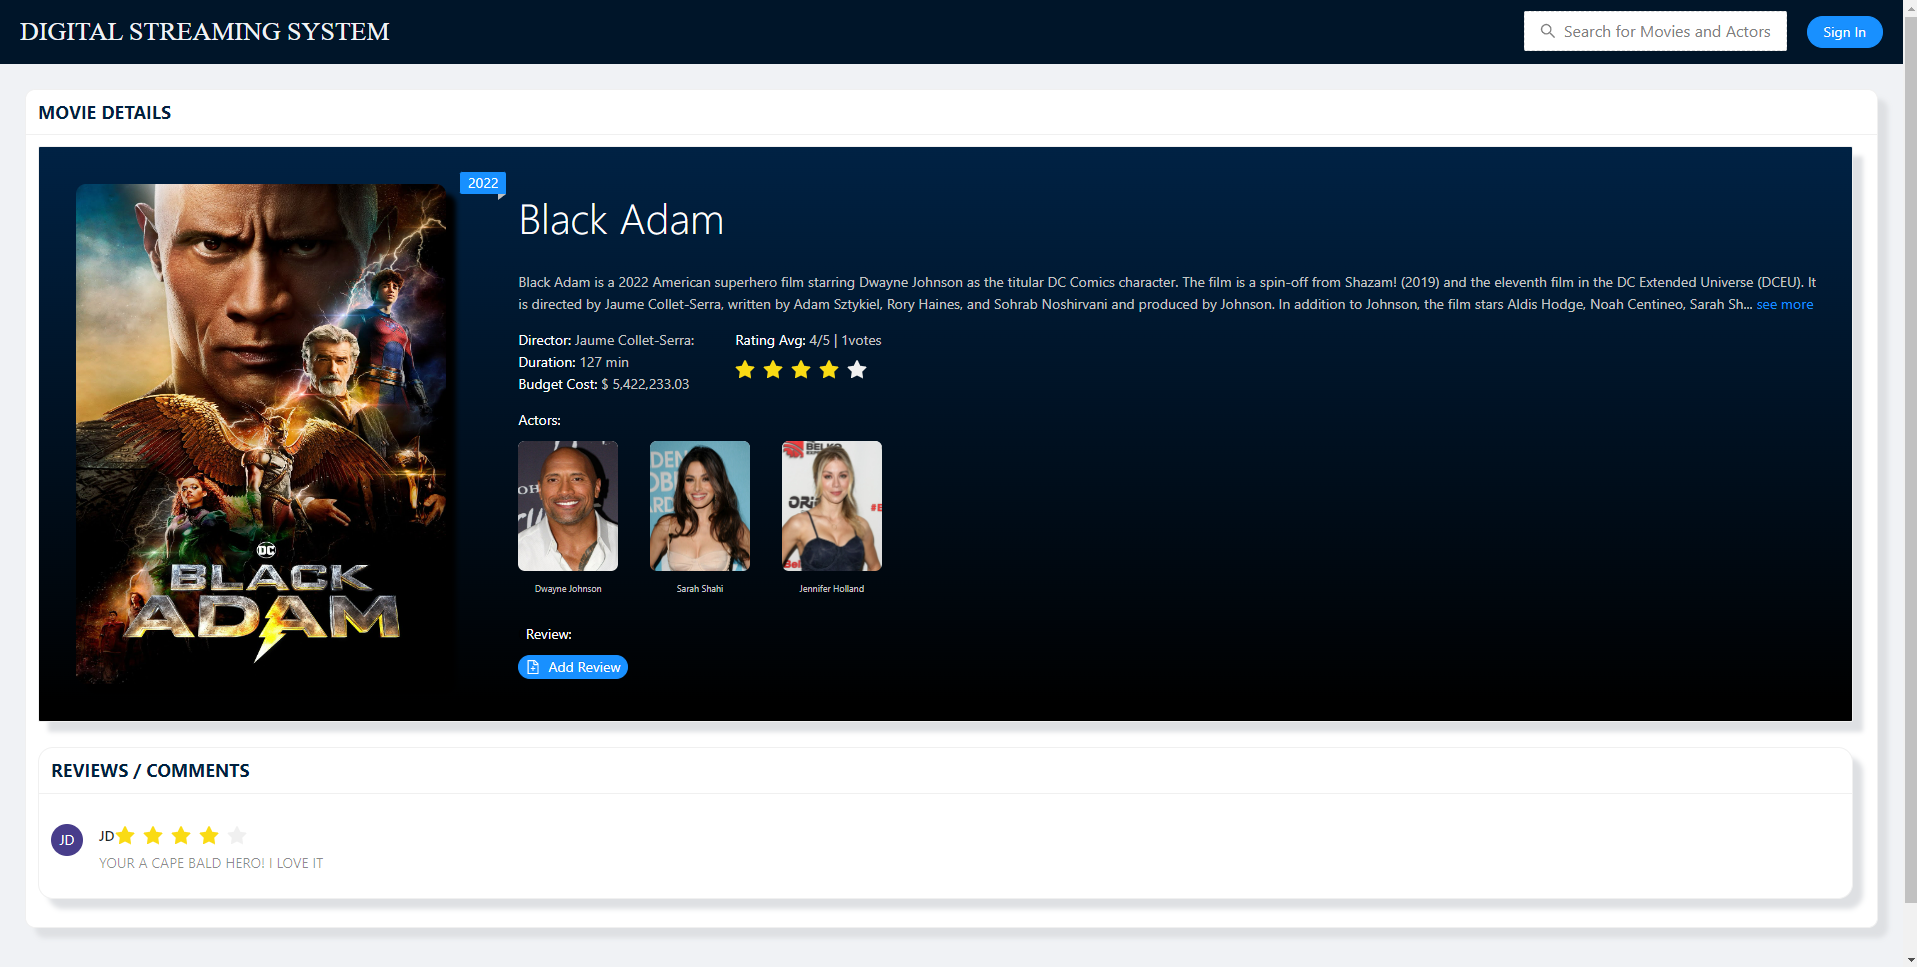 DIGITAL STREAMING SYSTEM
Search for Movies and Actors
Sign In
MOVIE DETAILS
2022
Black Adam
Black Adam is a 2022 American superhero film starring Dwayne Johnson as the titular DC Comics character. The film is a spin-off from Shazam! (2019) and the eleventh film in the DC Extended Universe (DCEU). It
is directed by Jaume Collet-Serra, written by Adam Sztykiel, Rory Haines, and Sohrab Noshirvani and produced by Johnson. In addition to Johnson, the film stars Aldis Hodge, Noah Centineo, Sarah Sh... see more
Director: Jaume Collet-Serra:
Duration: 127 min
Budget Cost: $ 5,422,233.03
Rating Avg: 4/5 | 1votes
Actors:
Dwayne Johnson
Sarah Shahi
Jennifer Holland
Review:
Add Review
DC
BLACK
ADAM
REVIEWS / COMMENTS
JD
JD
YOUR A CAPE BALD HERO! I LOVE IT